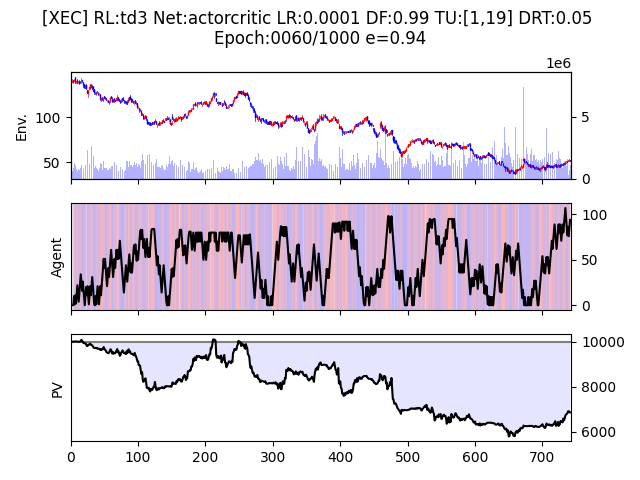 [XEC] RL:td3 Net:actorcritic LR:0.0001 DF:0.99 TU:[1,19] DRT:0.05
Epoch:0060/1000 e=0.94
1e6
Env.
100
50
5
0
Agent
100
50
0
PV
10000
8000
6000
0 100 200 300 400 500 600 700